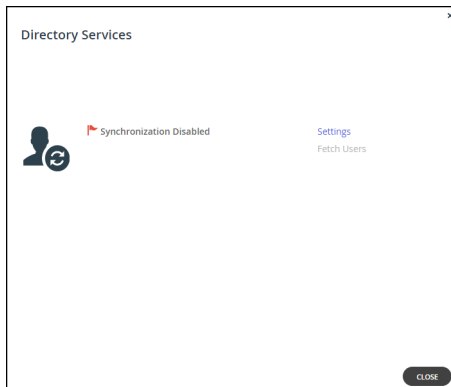 Directory Services
Synchronization Disabled
Settings
Fetch Users
CLOSE